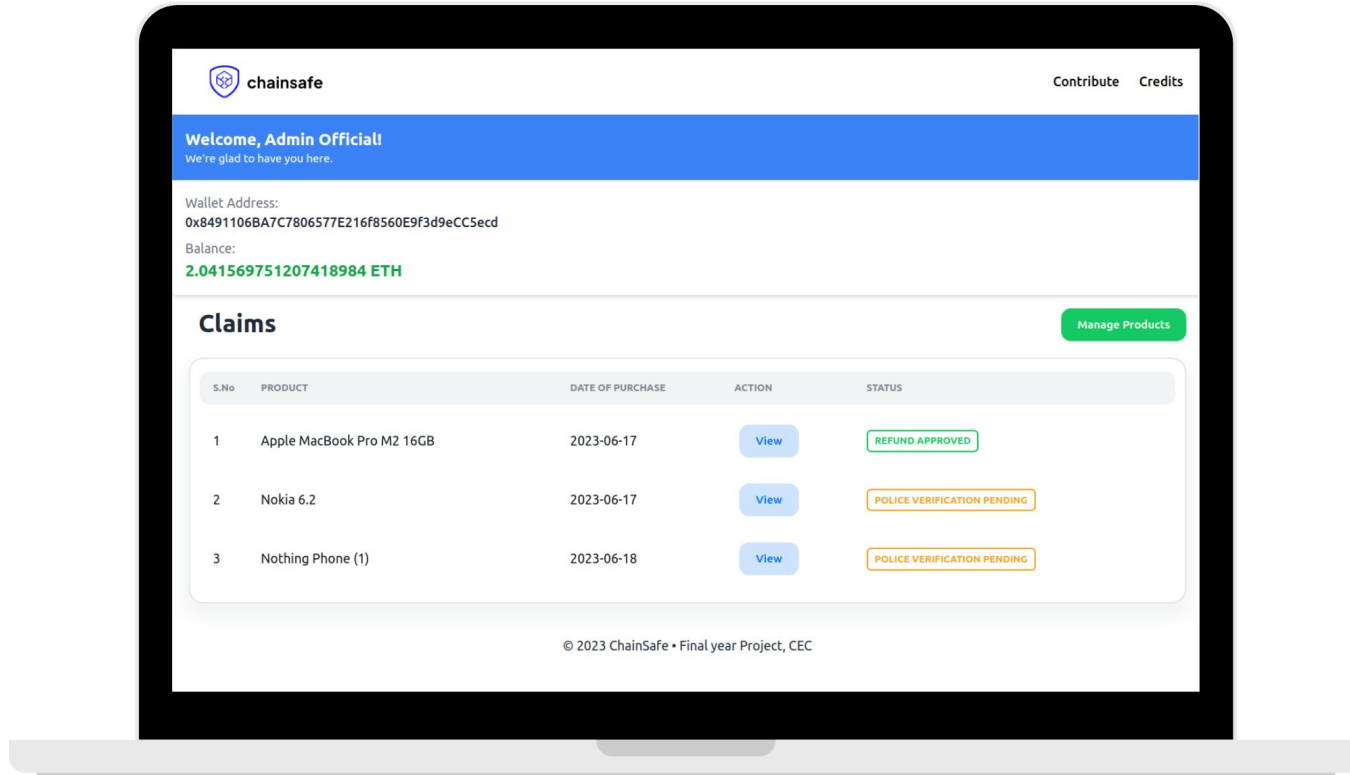 chainsafe
Contribute Credits
Welcome, Admin Official!
We're glad to have you here.
Wallet Address:
0x8491106BA7C7806577E216f8560E9f3d9eCC5ecd
Balance:
2.041569751207418984 ETH
Claims
Manage Products
S.No PRODUCT DATE OF PURCHASE ACTION STATUS
1 Apple MacBook Pro M2 16GB 2023-06-17 View REFUND APPROVED
2 Nokia 6.2 2023-06-17 View POLICE VERIFICATION PENDING
3 Nothing Phone (1) 2023-06-18 View POLICE VERIFICATION PENDING
© 2023 ChainSafe • Final year Project, CEC